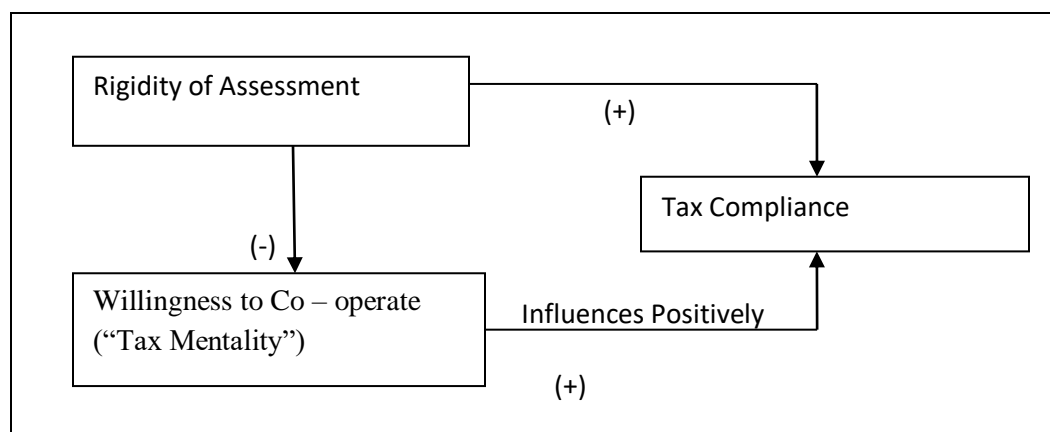 Rigidity of Assessment
(+)
Tax Compliance
(-)
Willingness to Co – operate
(“Tax Mentality”)
Influences Positively
(+)